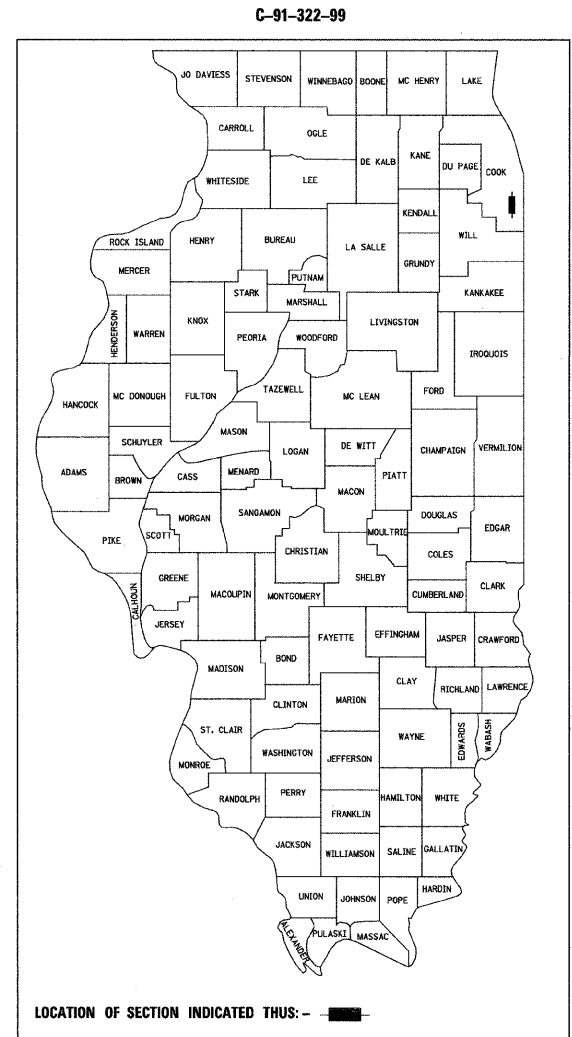 C-91-322-99
JO DAVIESS STEVENSON WINNEBAGO BOONE MC HENRY LAKE
CARROLL OGLE
DE KALB KANE DU PAGE COOK
WHITESIDE LEE
KENDALL WILL
ROCK ISLAND HENRY BUREAU LA SALLE
MERCER PUTNAM GRUNDY
STARK MARSHALL KANKAKEE
HENDERSON WARREN KNOX PEORIA WOODFORD LIVINGSTON
IROQUOIS
HANCOCK MC DONOUGH FULTON TAZEWELL MC LEAN FORD
MASON
SCHUYLER LOGAN DE WITT CHAMPAIGN VERMILION
ADAMS BROWN CASS MENARD PIATT
MACON
PIKE SCOTT MORGAN SANGAMON MOULTRIE DOUGLAS EDGAR
CHRISTIAN COLES
CALHOUN GREENE MACOUPIN MONTGOMERY SHELBY CUMBERLAND CLARK
JERSEY
FAYETTE EFFINGHAM JASPER CRAWFORD
MADISON BOND
CLAY RICHLAND LAWRENCE
CLINTON MARION
ST. CLAIR WAYNE EDWARDS WABASH
WASHINGTON JEFFERSON
MONROE
RANDOLPH PERRY HAMILTON WHITE
FRANKLIN
JACKSON WILLIAMSON SALINE GALLATIN
UNION JOHNSON POPE HARDIN
ALEXANDER PULASKI MASSAC
LOCATION OF SECTION INDICATED THUS: -